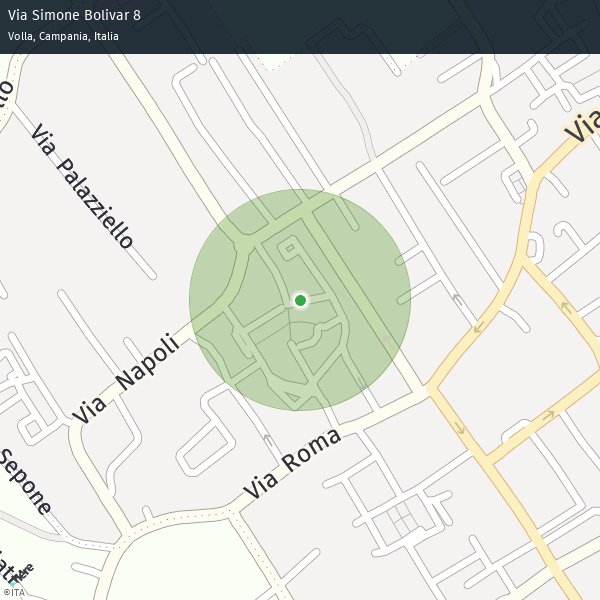 Via Simone Bolivar 8
Volla, Campania, Italia
Via
Via Palazziello
Via Napoli
Via Roma
Sepone
©ITA